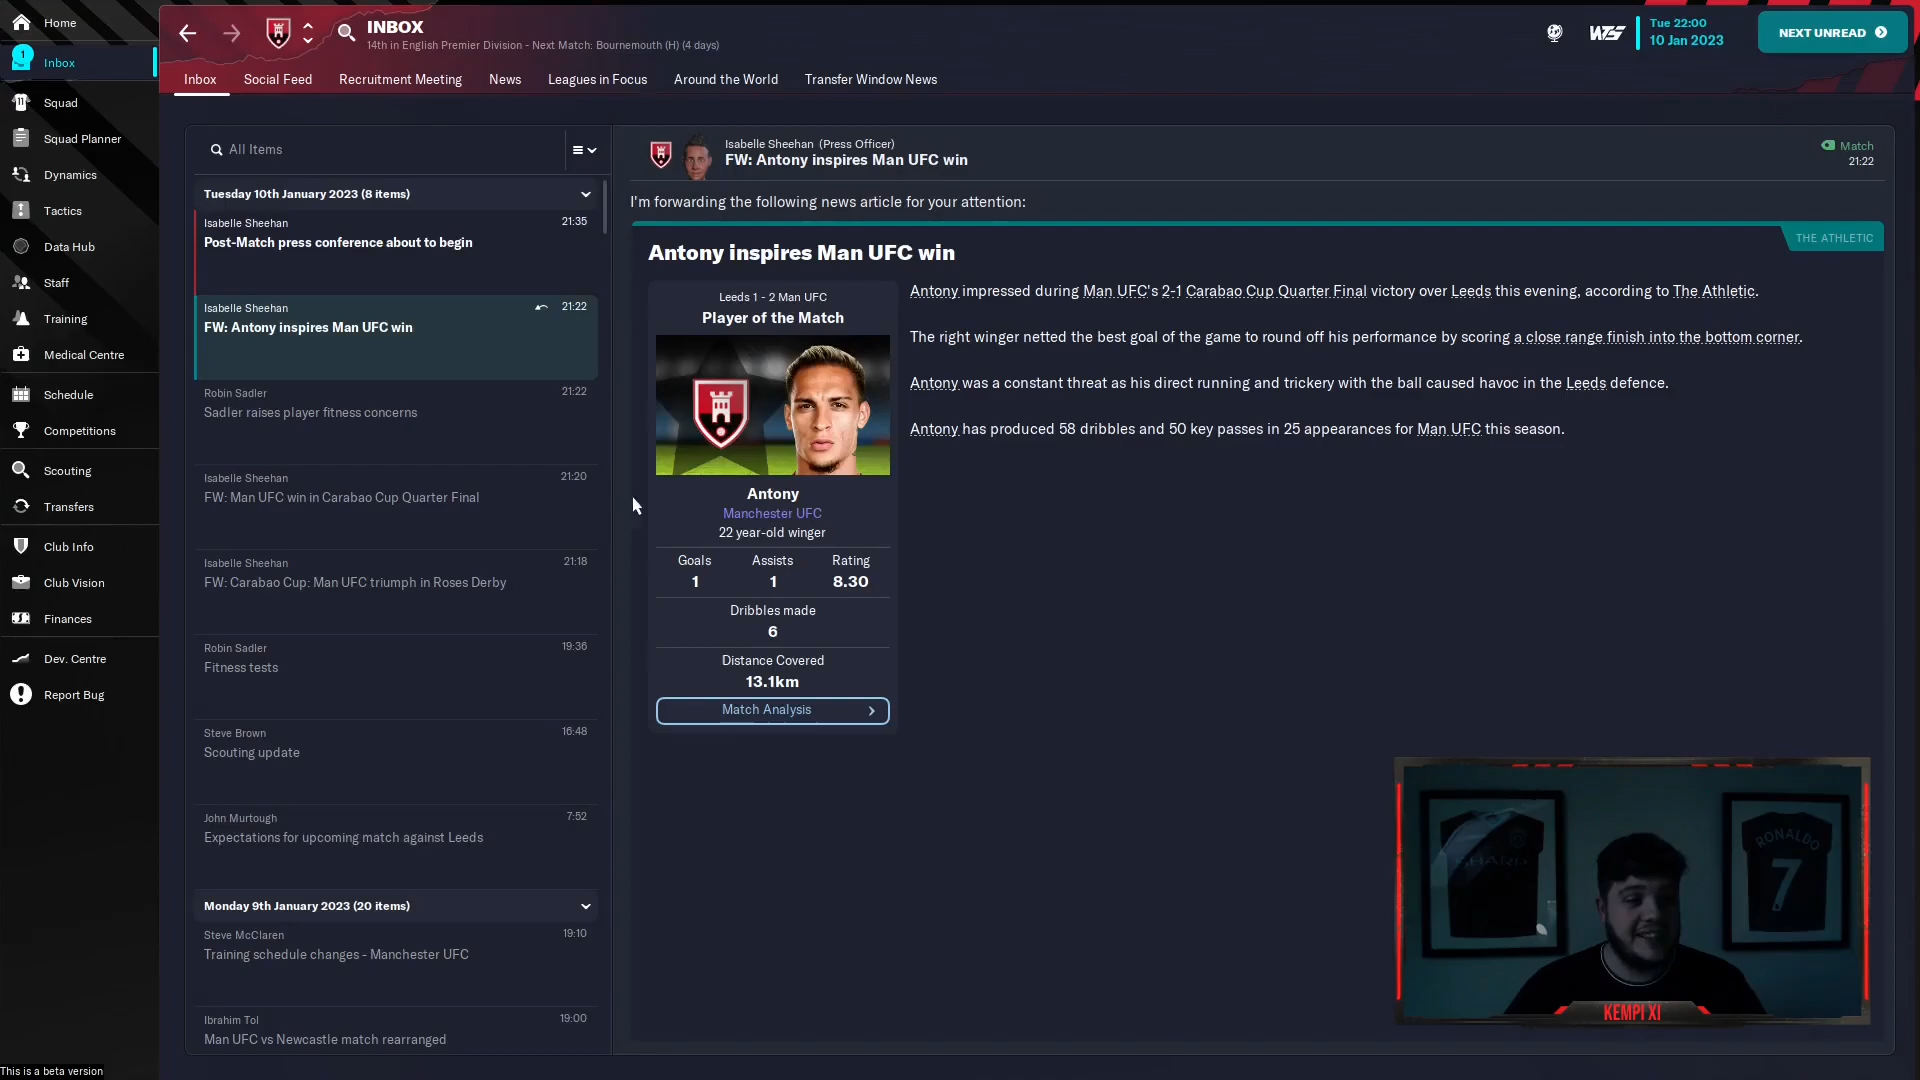 Home
Inbox
1
Squad
Squad Planner
Dynamics
Tactics
Data Hub
Staff
Training
Medical Centre
Schedule
Competitions
Scouting
Transfers
Club Info
Club Vision
Finances
Dev. Centre
Report Bug
This is a beta version
INBOX
14th in English Premier Division - Next Match: Bournemouth (H) (4 days)
Tue 22:00
10 Jan 2023
NEXT UNREAD
Inbox Social Feed Recruitment Meeting News Leagues in Focus Around the World Transfer Window News
All Items
Tuesday 10th January 2023 (8 items)
Isabelle Sheehan 21:35
Post-Match press conference about to begin
Isabelle Sheehan 21:22
FW: Antony inspires Man UFC win
Robin Sadler 21:22
Sadler raises player fitness concerns
Isabelle Sheehan 21:20
FW: Man UFC win in Carabao Cup Quarter Final
Isabelle Sheehan 21:18
FW: Carabao Cup: Man UFC triumph in Roses Derby
Robin Sadler 19:36
Fitness tests
Steve Brown 16:48
Scouting update
John Murtough 7:52
Expectations for upcoming match against Leeds
Monday 9th January 2023 (20 items)
Steve McClaren 19:10
Training schedule changes - Manchester UFC
Ibrahim Tol 19:00
Man UFC vs Newcastle match rearranged
Isabelle Sheehan (Press Officer)
FW: Antony inspires Man UFC win
Match
21:22
I'm forwarding the following news article for your attention:
THE ATHLETIC
Antony inspires Man UFC win
Leeds 1 - 2 Man UFC
Player of the Match
Antony
Manchester UFC
22 year-old winger
Goals Assists Rating
1 1 8.30
Dribbles made
6
Distance Covered
13.1km
Match Analysis
Antony impressed during Man UFC's 2-1 Carabao Cup Quarter Final victory over Leeds this evening, according to The Athletic.
The right winger netted the best goal of the game to round off his performance by scoring a close range finish into the bottom corner.
Antony was a constant threat as his direct running and trickery with the ball caused havoc in the Leeds defence.
Antony has produced 58 dribbles and 50 key passes in 25 appearances for Man UFC this season.
SHARP
RONALDO
7
KEMPI XI